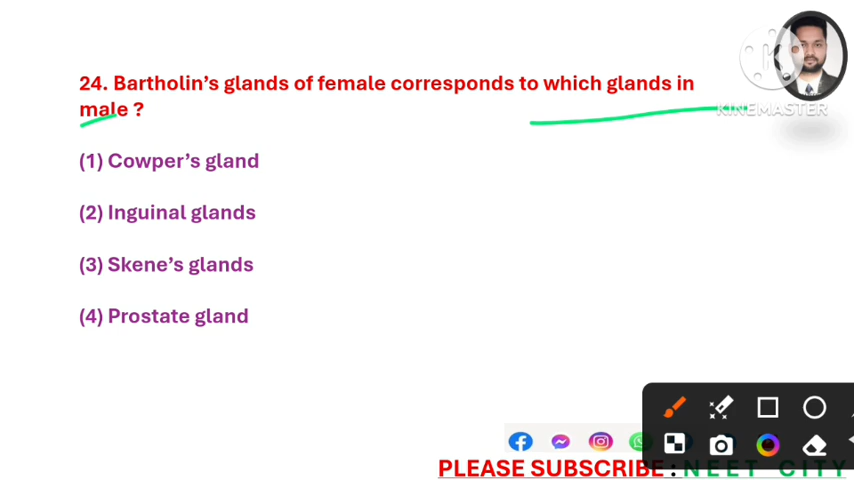 KINEMASTER
24. Bartholin's glands of female corresponds to which glands in
male ?
(1) Cowper's gland
(2) Inguinal glands
(3) Skene's glands
(4) Prostate gland
PLEASE SUBSCRIBE : NEET CITY